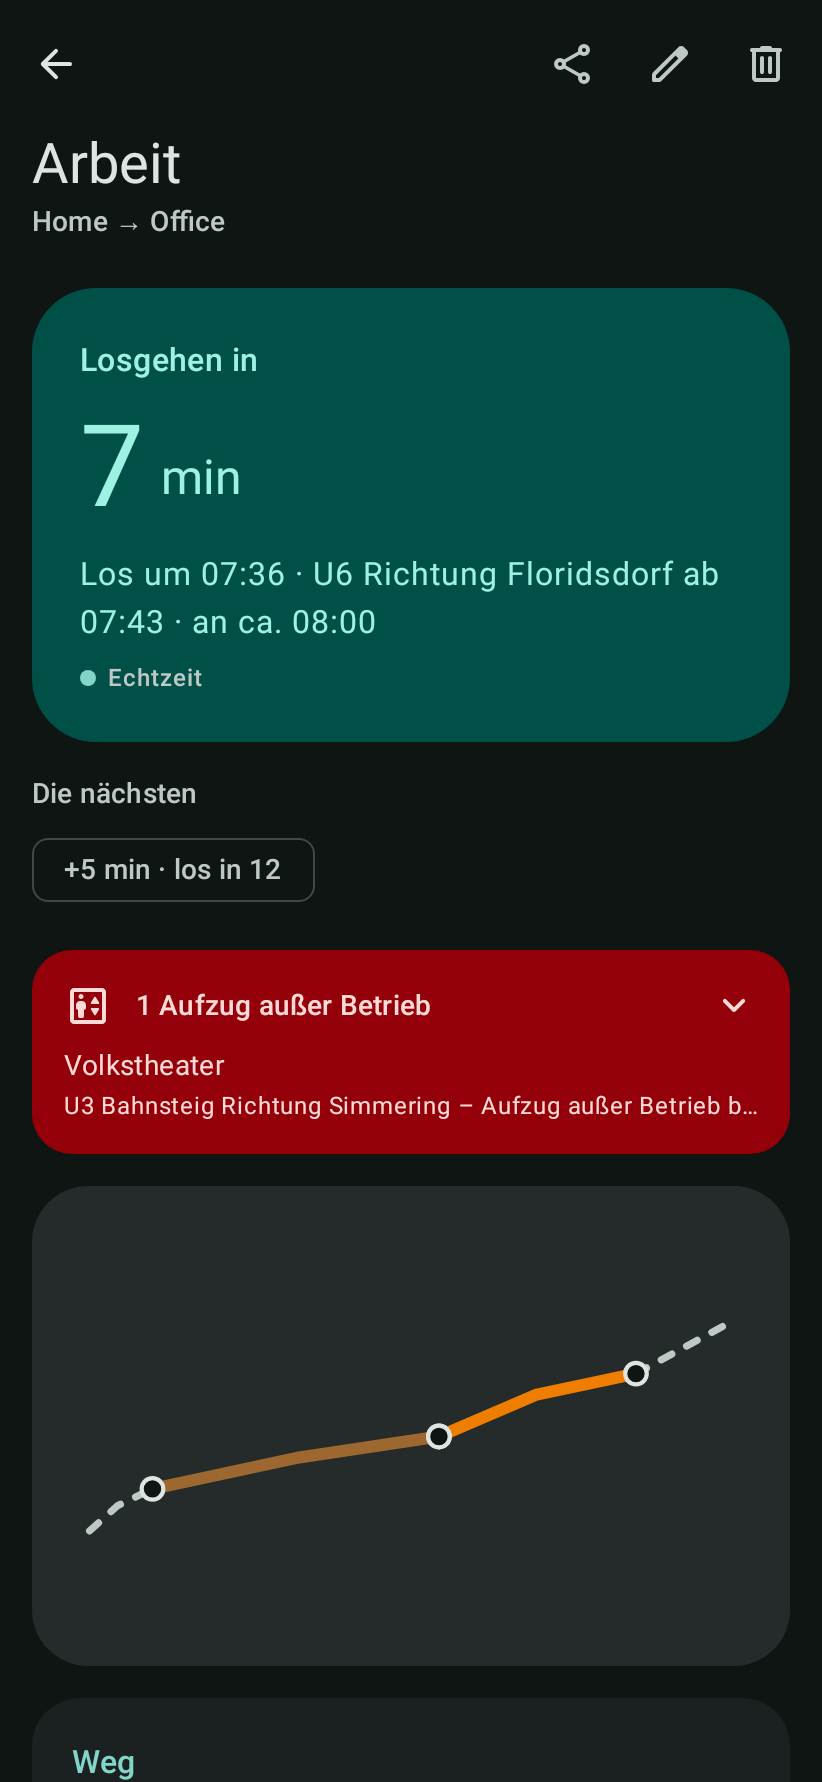 Arbeit
Home → Office
Losgehen in
7 min
Los um 07:36 · U6 Richtung Floridsdorf ab
07:43 · an ca. 08:00
Echtzeit
Die nächsten
+5 min · los in 12
1 Aufzug außer Betrieb
Volkstheater
U3 Bahnsteig Richtung Simmering – Aufzug außer Betrieb b…
Weg